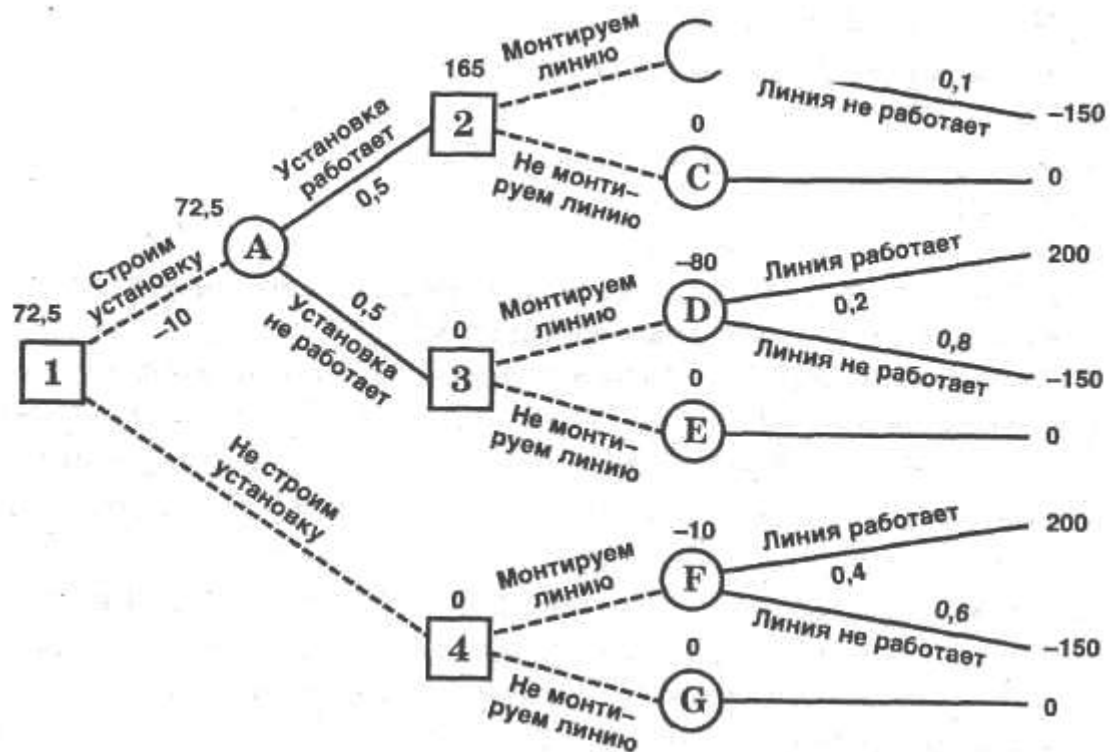 Монтируем
линию
165
2
0,1
Линия не работает
-150
Установка
работает
0,5
Не монти-
руем линию
0
C
0
72,5
A
Строим
установку
-10
72,5
1
0,5
Установка
не работает
0
3
Монтируем
линию
-80
D
Линия работает
0,2
200
0,8
Линия не работает
-150
Не монти-
руем линию
0
E
0
Не строим
установку
0
4
Монтируем
линию
-10
F
Линия работает
0,4
200
0,6
Линия не работает
-150
Не монти-
руем линию
0
G
0